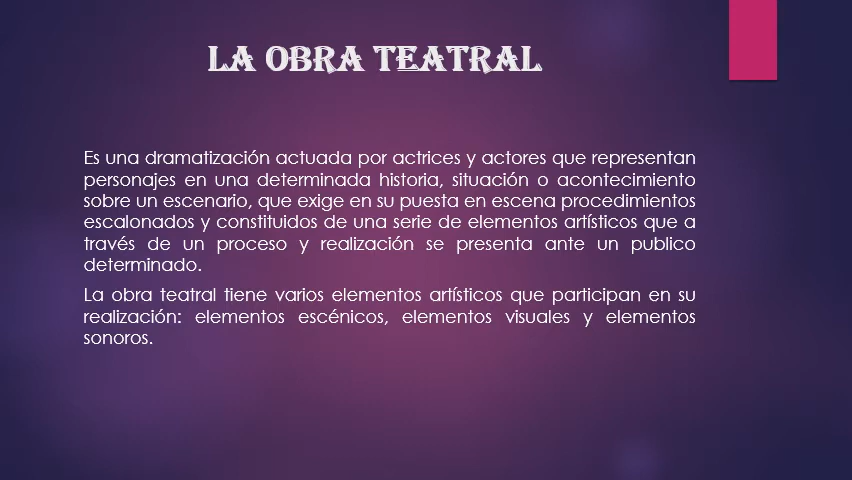 LA OBRA TEATRAL
Es una dramatización actuada por actrices y actores que representan
personajes en una determinada historia, situación o acontecimiento
sobre un escenario, que exige en su puesta en escena procedimientos
escalonados y constituidos de una serie de elementos artísticos que a
través de un proceso y realización se presenta ante un publico
determinado.
La obra teatral tiene varios elementos artísticos que participan en su
realización: elementos escénicos, elementos visuales y elementos
sonoros.